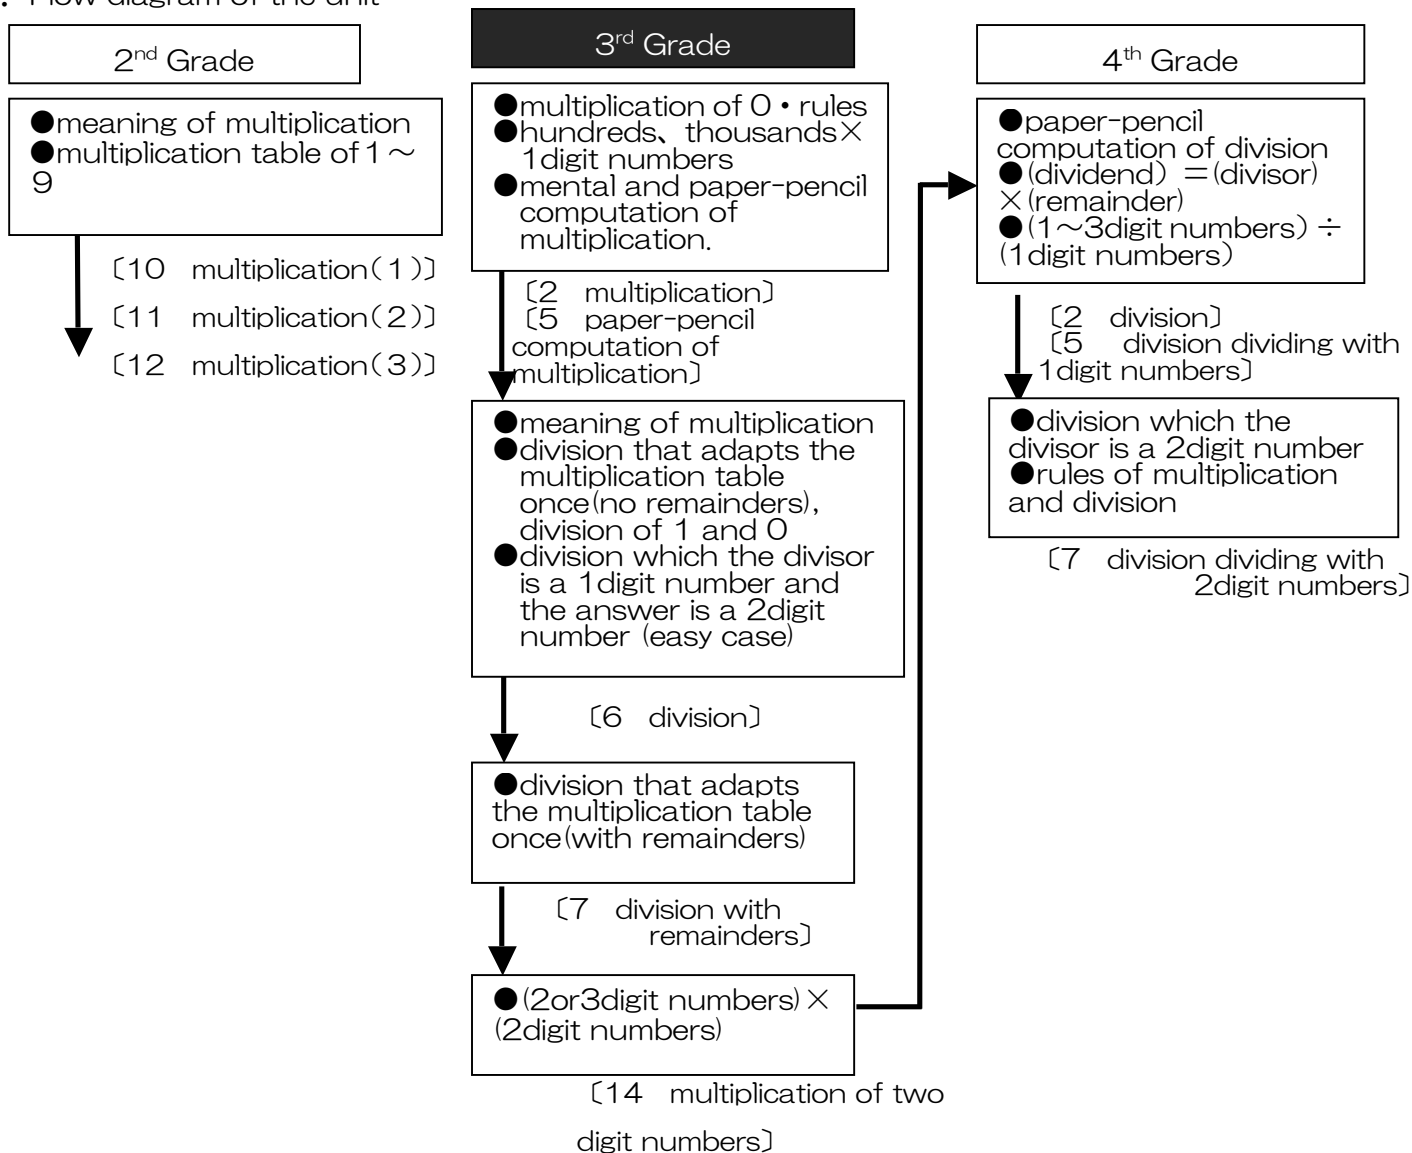 . Flow diagram of the unit
2nd Grade
●meaning of multiplication
●multiplication table of 1～
9
〔10 multiplication(1)〕
〔11 multiplication(2)〕
〔12 multiplication(3)〕
3rd Grade
●multiplication of 0・rules
●hundreds、thousands×
1digit numbers
●mental and paper-pencil
computation of
multiplication.
〔2 multiplication〕
〔5 paper-pencil
computation of
multiplication〕
●meaning of multiplication
●division that adapts the
multiplication table
once(no remainders),
division of 1 and 0
●division which the divisor
is a 1digit number and
the answer is a 2digit
number (easy case)
〔6 division〕
●division that adapts
the multiplication table
once(with remainders)
〔7 division with
remainders〕
●(2or3digit numbers)×
(2digit numbers)
〔14 multiplication of two
digit numbers〕
4th Grade
●paper-pencil
computation of division
●(dividend）＝(divisor)
×(remainder)
●(1～3digit numbers）÷
(1digit numbers）
〔2 division〕
〔5 division dividing with
1digit numbers〕
●division which the
divisor is a 2digit number
●rules of multiplication
and division
〔7 division dividing with
2digit numbers〕